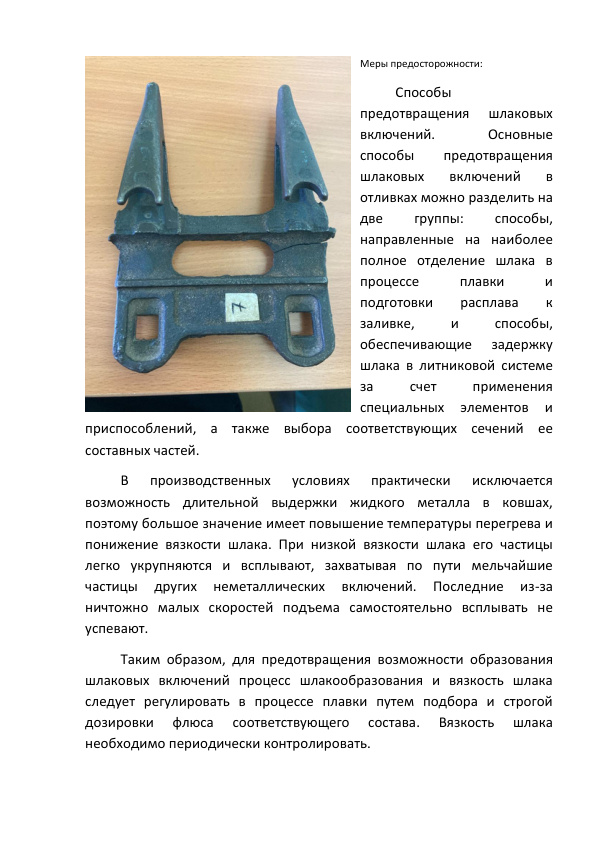 Меры предосторожности:
Способы
предотвращения шлаковых
включений. Основные
способы предотвращения
шлаковых включений в
отливках можно разделить на
две группы: способы,
направленные на наиболее
полное отделение шлака в
процессе плавки и
подготовки расплава к
заливке, и способы,
обеспечивающие задержку
шлака в литниковой системе
за счет применения
специальных элементов и
приспособлений, а также выбора соответствующих сечений ее
составных частей.
В производственных условиях практически исключается
возможность длительной выдержки жидкого металла в ковшах,
поэтому большое значение имеет повышение температуры перегрева и
понижение вязкости шлака. При низкой вязкости шлака его частицы
легко укрупняются и всплывают, захватывая по пути мельчайшие
частицы других неметаллических включений. Последние из-за
ничтожно малых скоростей подъема самостоятельно всплывать не
успевают.
Таким образом, для предотвращения возможности образования
шлаковых включений процесс шлакообразования и вязкость шлака
следует регулировать в процессе плавки путем подбора и строгой
дозировки флюса соответствующего состава. Вязкость шлака
необходимо периодически контролировать.
7